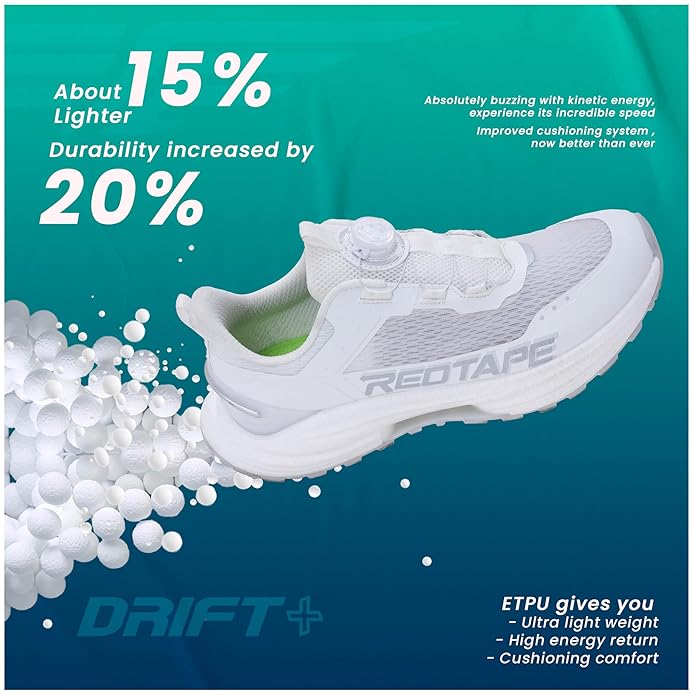 About 15%
Lighter
Durability increased by
20%
Absolutely buzzing with kinetic energy,
experience its incredible speed
Improved cushioning system ,
now better than ever
REDTAPE
DRIFT+
ETPU gives you
- Ultra light weight
- High energy return
- Cushioning comfort